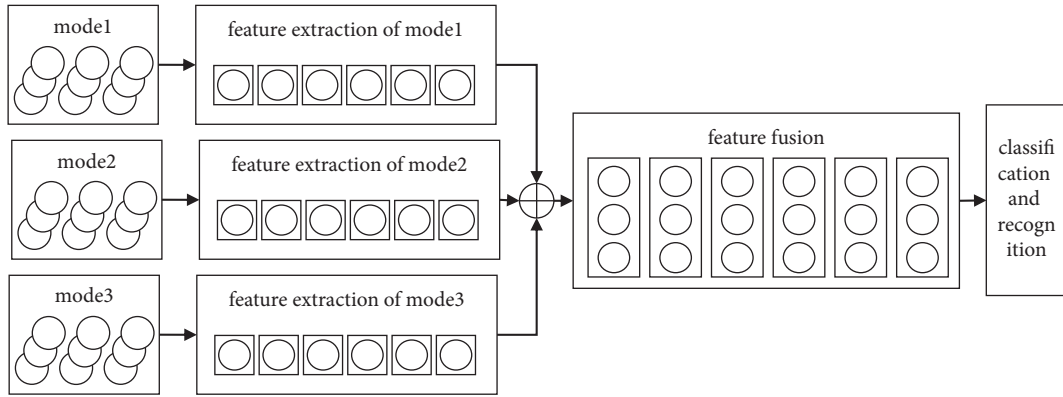 mode1
feature extraction of mode1
mode2
feature extraction of mode2
mode3
feature extraction of mode3
feature fusion
classifi
cation
and
recogn
ition